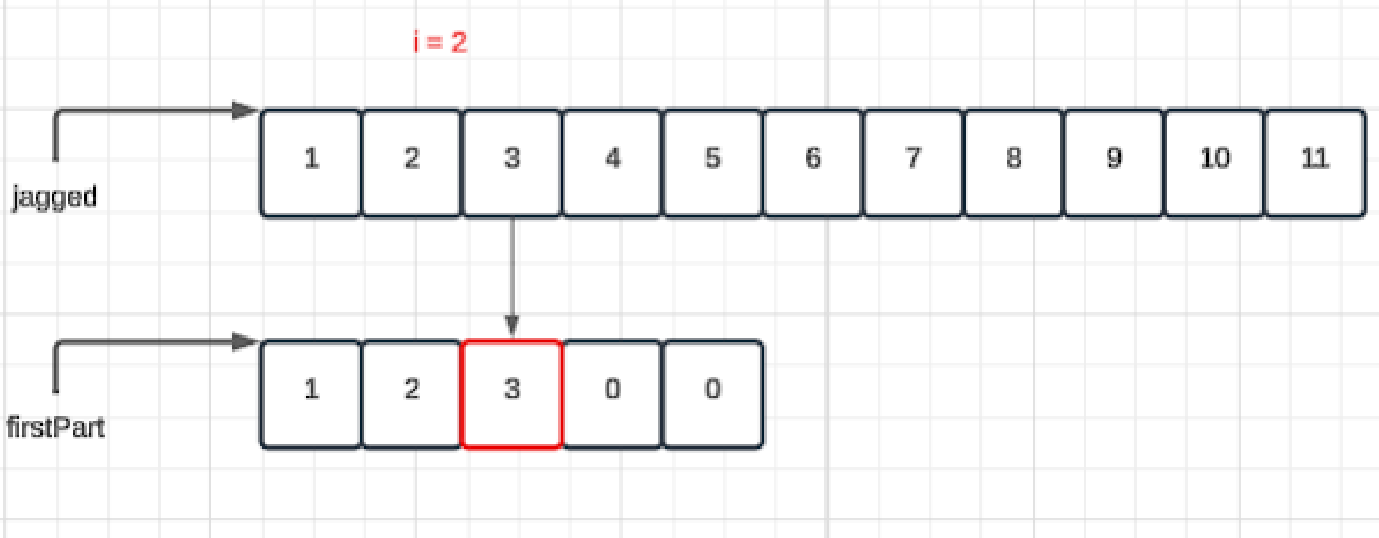 i = 2
1 2 3 4 5 6 7 8 9 10 11
jagged
1 2 3 0 0
firstPart